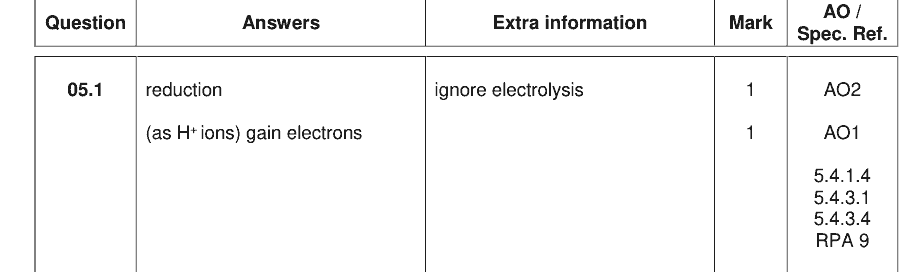 Question Answers Extra information Mark AO / Spec. Ref.
05.1 reduction ignore electrolysis 1 AO2
(as H⁺ ions) gain electrons 1 AO1
5.4.1.4
5.4.3.1
5.4.3.4
RPA 9